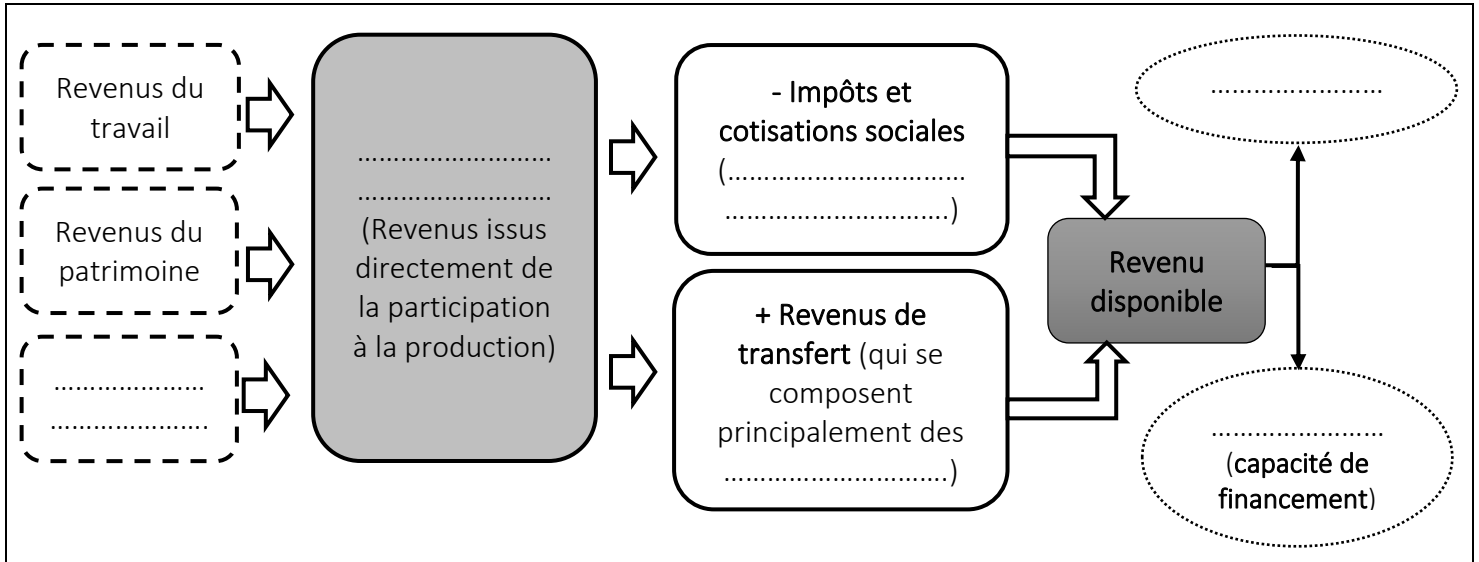 Revenus du
travail
Revenus du
patrimoine
.....................
......................
...........................
...........................
(Revenus issus
directement de
la participation
à la production)
- Impôts et
cotisations sociales
(.................................
...............................)
+ Revenus de
transfert (qui se
composent
principalement des
...............................)
Revenu
disponible
........................
........................
(capacité de
financement)